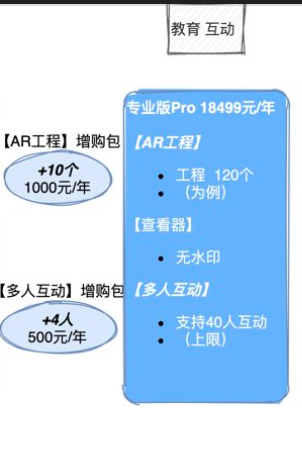 教育 互动
专业版Pro 18499元/年
【AR工程】增购包
【AR工程】
+10个
1000元/年
• 工程 120个
• （为例）
【查看器】
• 无水印
【多人互动】增购包
【多人互动】
+4人
500元/年
• 支持40人互动
• （上限）